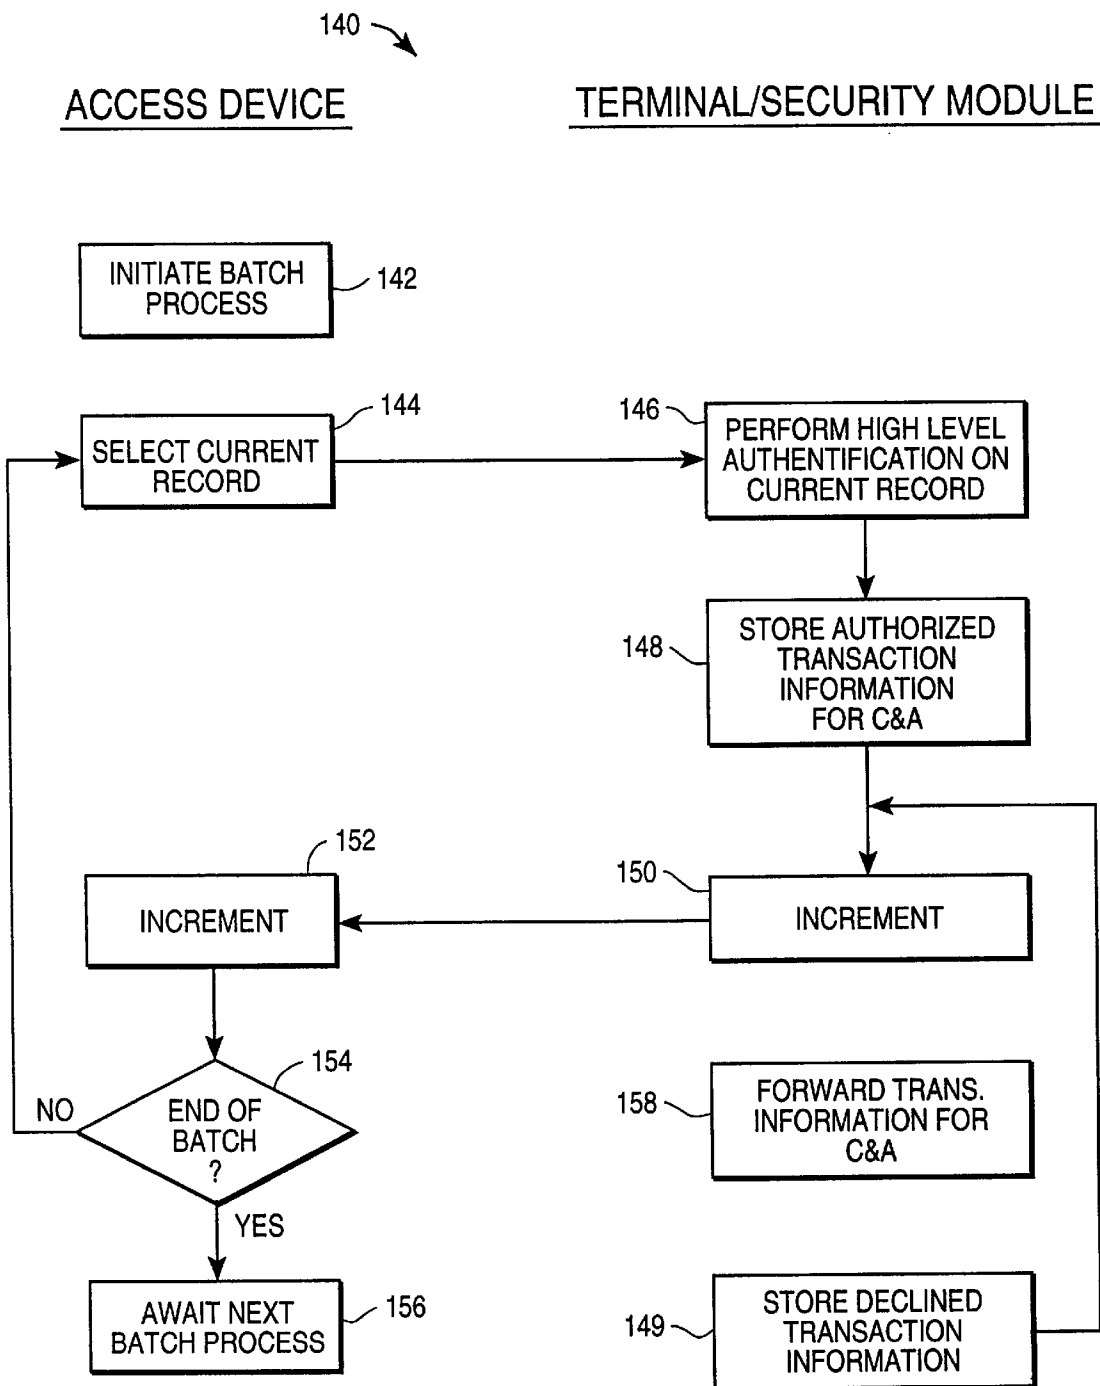 140
ACCESS DEVICE
TERMINAL/SECURITY MODULE
INITIATE BATCH
PROCESS
142
144
SELECT CURRENT
RECORD
146
PERFORM HIGH LEVEL
AUTHENTIFICATION ON
CURRENT RECORD
148
STORE AUTHORIZED
TRANSACTION
INFORMATION
FOR C&A
152
INCREMENT
150
INCREMENT
154
NO
END OF
BATCH
?
YES
158
FORWARD TRANS.
INFORMATION FOR
C&A
AWAIT NEXT
BATCH PROCESS
156
149
STORE DECLINED
TRANSACTION
INFORMATION